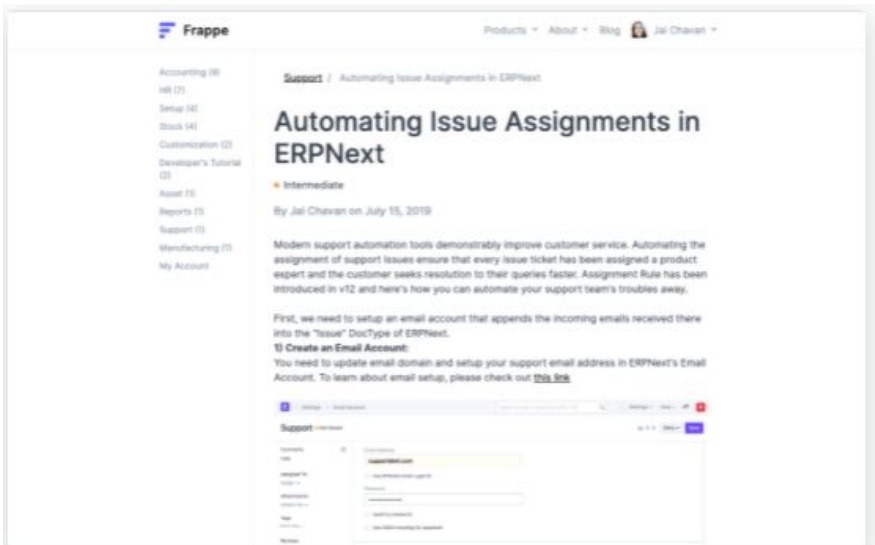 Frappe
Products About Blog Jai Chavan
Accounting (9)
HR (7)
Setup (4)
Stock (4)
Customization (2)
Developer's Tutorial
(2)
Asset (1)
Reports (1)
Support (1)
Manufacturing (1)
My Account
Support / Automating Issue Assignments in ERPNext
Automating Issue Assignments in
ERPNext
Intermediate
By Jai Chavan on July 15, 2019
Modern support automation tools demonstrably improve customer service. Automating the
assignment of support issues ensure that every issue ticket has been assigned a product
expert and the customer seeks resolution to their queries faster. Assignment Rule has been
introduced in v12 and here's how you can automate your support team's troubles away.
First, we need to setup an email account that appends the incoming emails received there
into the "Issue" DocType of ERPNext.
1) Create an Email Account:
You need to update email domain and setup your support email address in ERPNext's Email
Account. To learn about email setup, please check out this link
Support